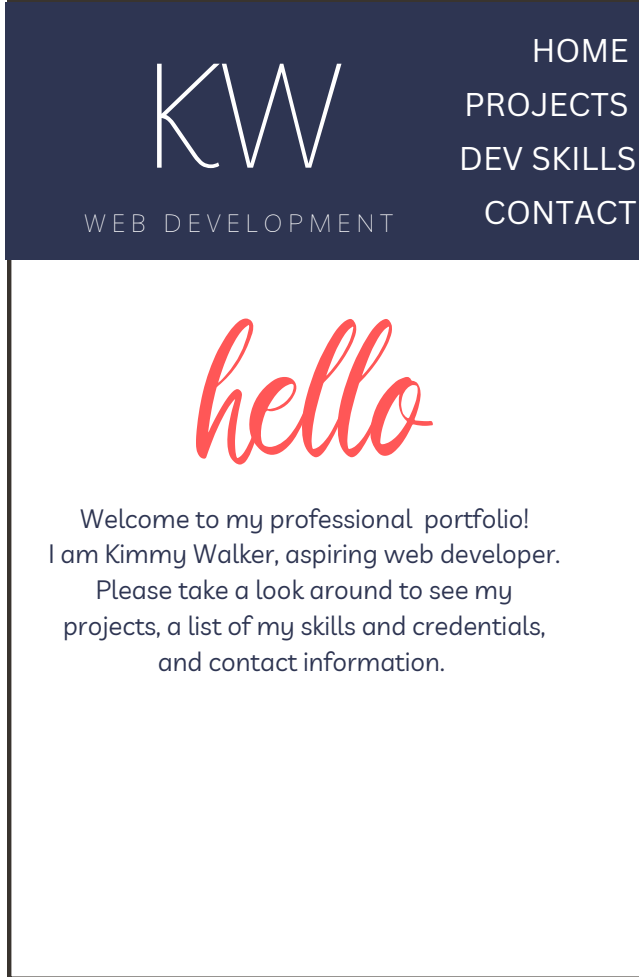 KW
WEB DEVELOPMENT
HOME
PROJECTS
DEV SKILLS
CONTACT
hello
Welcome to my professional  portfolio!
I am Kimmy Walker, aspiring web developer.
Please take a look around to see my
projects, a list of my skills and credentials,
and contact information.